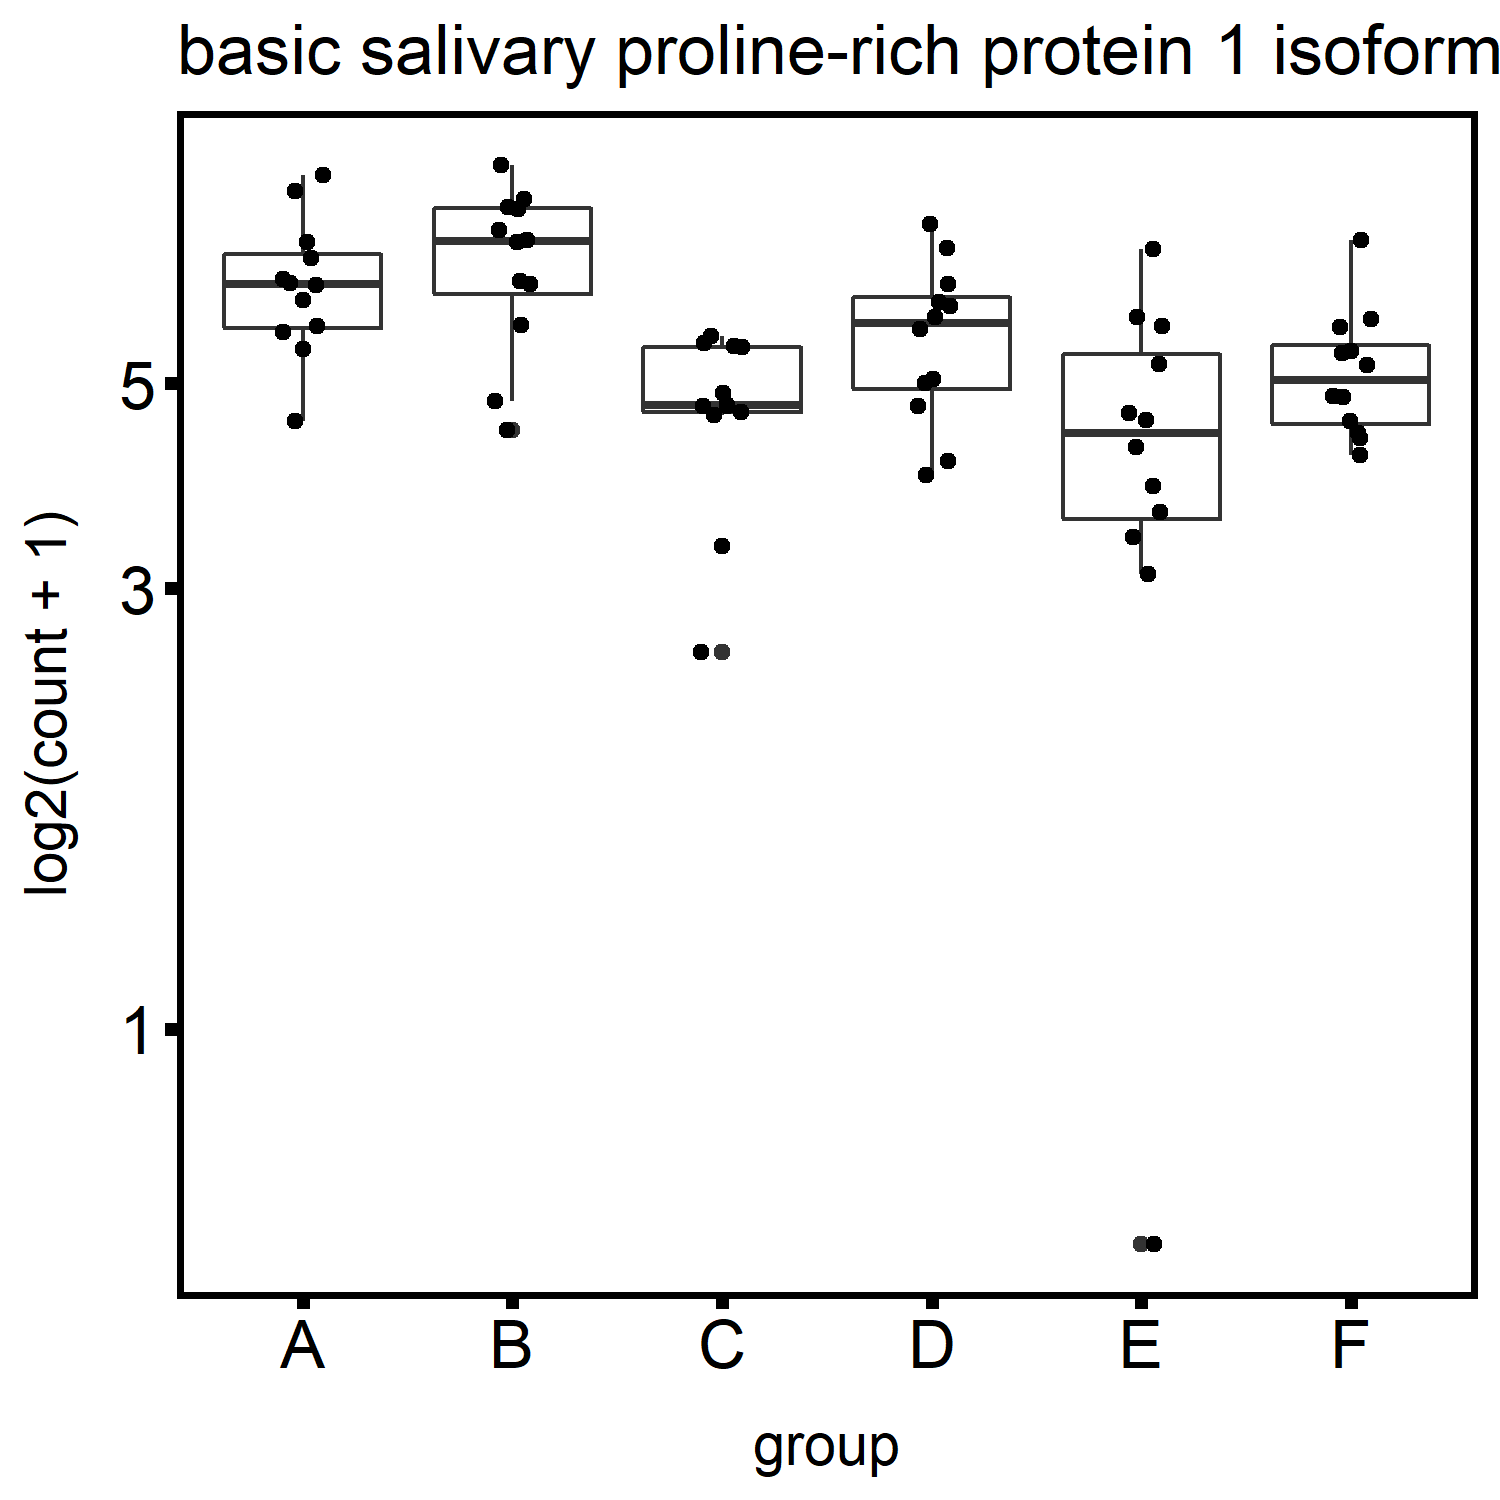 basic salivary proline-rich protein 1 isoform
log2(count + 1)
5
3
1
A B C D E F
group